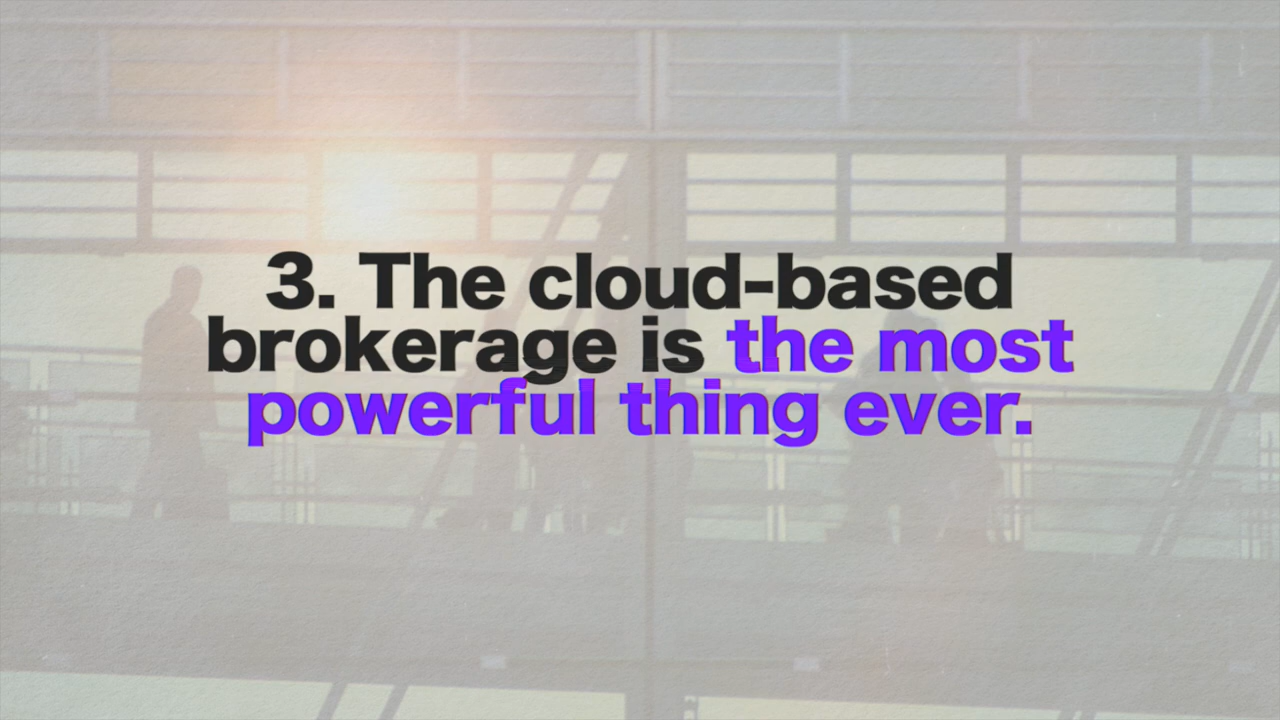 3. The cloud-based
brokerage is the most
powerful thing ever.